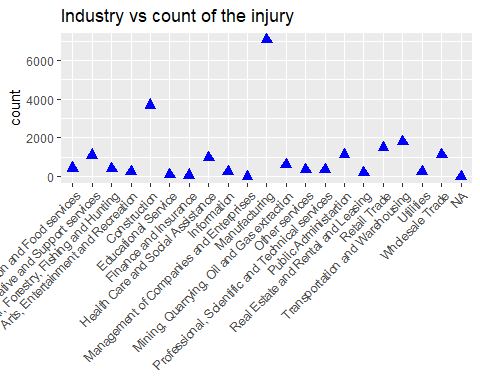 Industry vs count of the injury
count
6000
4000
2000
0
on and Food services
ative and Support services
, Forestry, Fishing and Hunting
Arts, Entertainment and Recreation
Construction
Educational Service
Finance and Insurance
Health Care and Social Assistance
Information
Management of Companies and Enterprises
Manufacturing
Mining, Quarrying, Oil and Gas extraction
Other services
Professional, Scientific and Technical services
Public Administartion
Real Estate and Rental and Leasing
Retail Trade
Transportation and Warehousing
Utilities
Wholesale Trade
NA